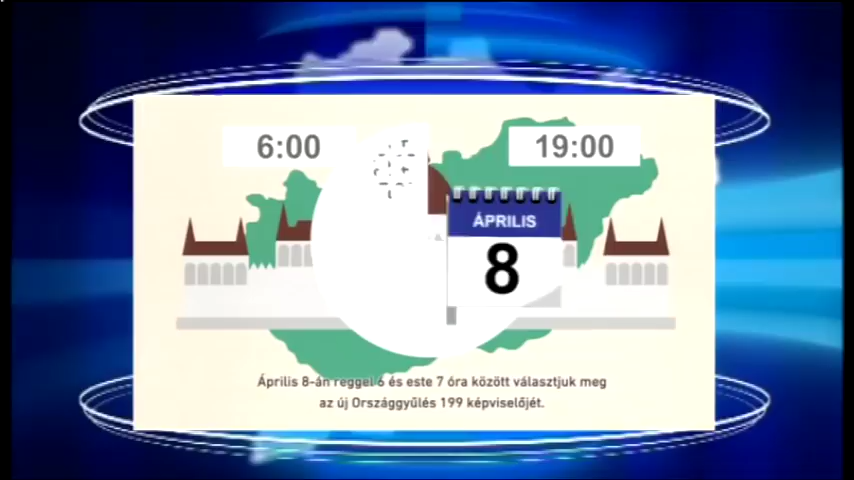 6:00
19:00
ÁPRILIS
8
Április 8-án reggel 6 és este 7 óra között választjuk meg
az új Országgyűlés 199 képviselőjét.